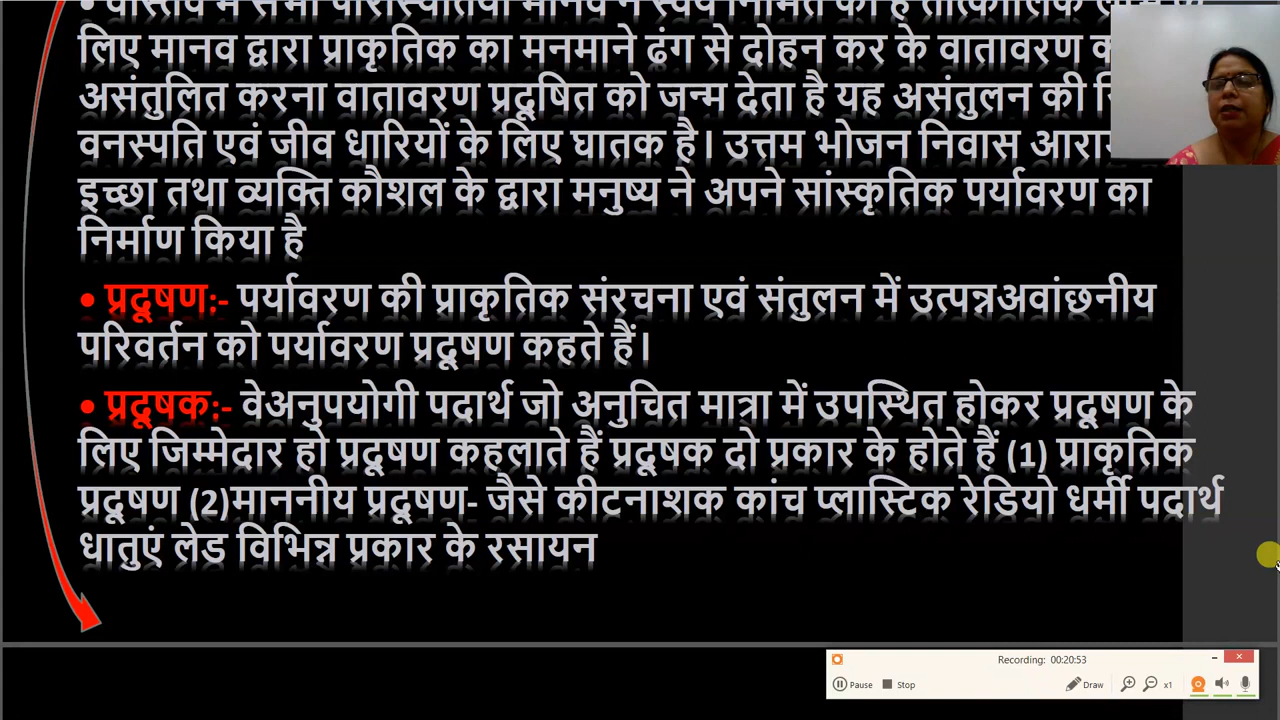 लिए मानव द्वारा प्राकृतिक का मनमाने ढंग से दोहन कर के वातावरण
असंतुलित करना वातावरण प्रदूषित को जन्म देता है यह असंतुलन की
वनस्पति एवं जीव धारियों के लिए घातक है। उत्तम भोजन निवास
इच्छा तथा व्यक्ति कौशल के द्वारा मनुष्य ने अपने सांस्कृतिक पर्यावरण का
निर्माण किया है
• प्रदूषण:- पर्यावरण की प्राकृतिक संरचना एवं संतुलन में उत्पन्नअवांछनीय
परिवर्तन को पर्यावरण प्रदूषण कहते हैं।
• प्रदूषक:- वेअनुपयोगी पदार्थ जो अनुचित मात्रा में उपस्थित होकर प्रदूषण के
लिए जिम्मेदार हो प्रदूषण कहलाते हैं प्रदूषक दो प्रकार के होते हैं (1) प्राकृतिक
प्रदूषण (2)माननीय प्रदूषण- जैसे कीटनाशक कांच प्लास्टिक रेडियो धर्मी पदार्थ
धातुएं लेड विभिन्न प्रकार के रसायन
Recording: 00:20:53
Pause Stop Draw x1